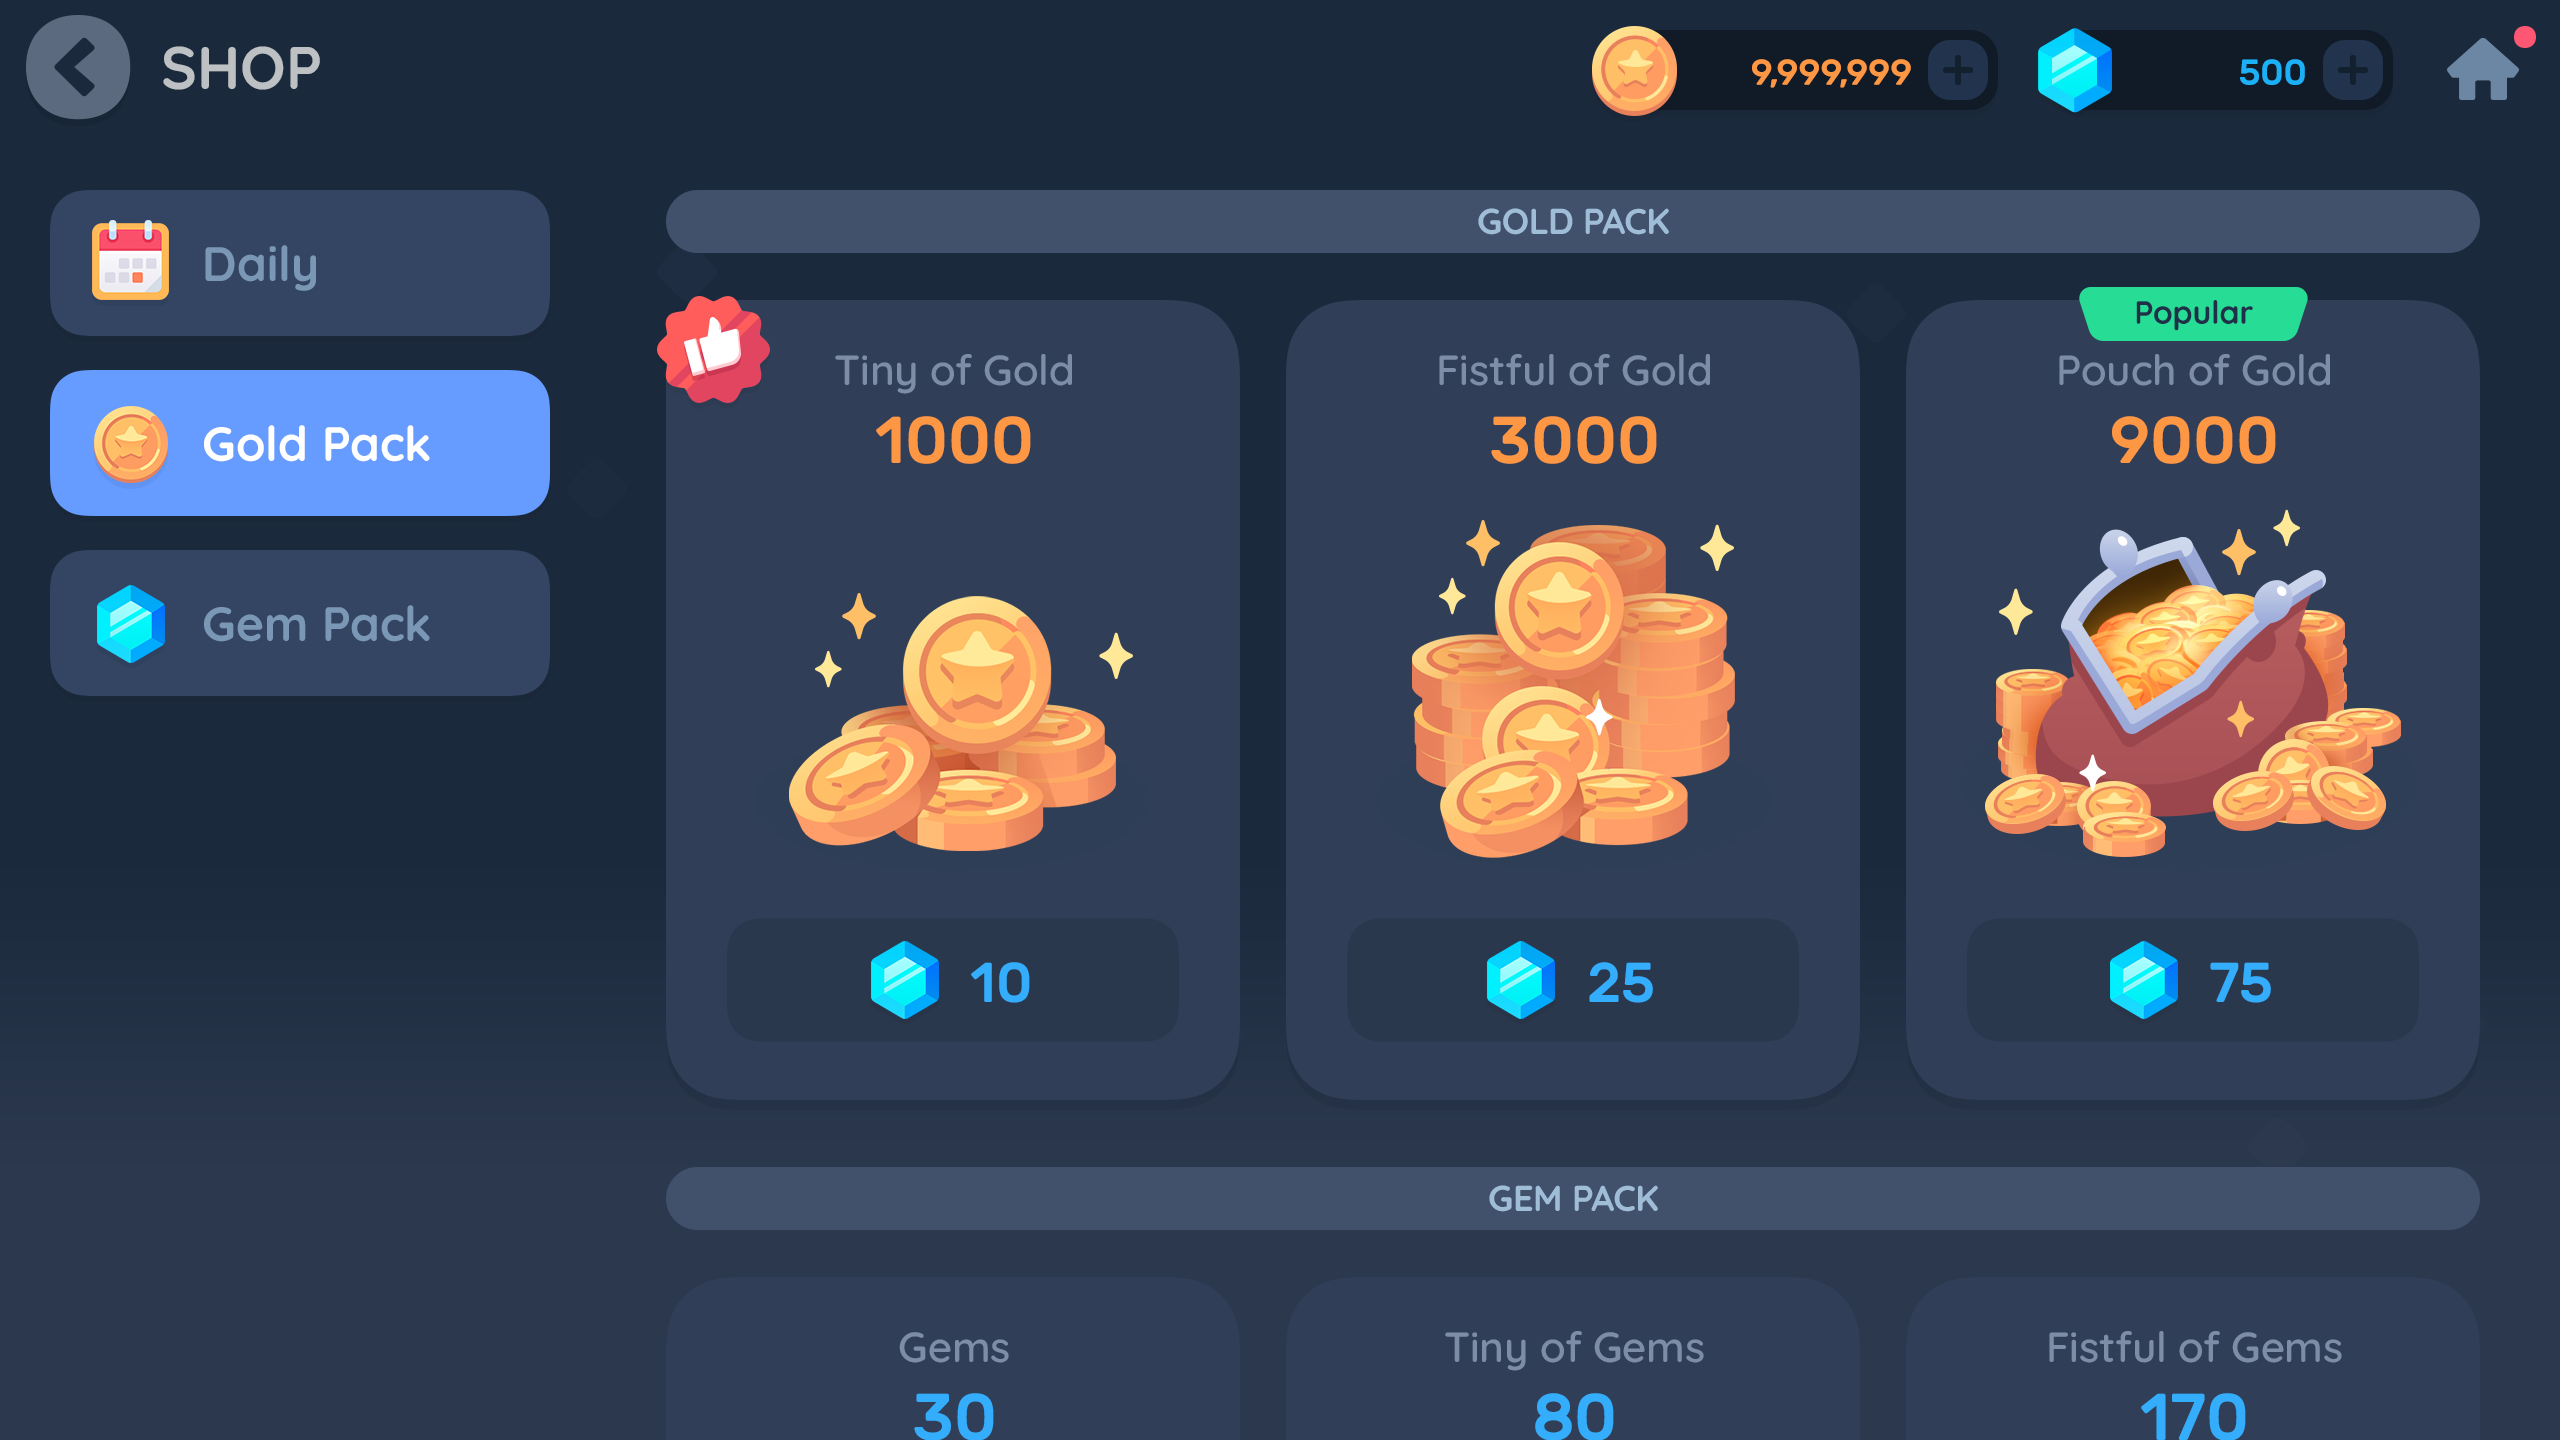 SHOP
9,999,999
500
Daily
Gold Pack
Gem Pack
GOLD PACK
Tiny of Gold
1000
10
Fistful of Gold
3000
25
Popular
Pouch of Gold
9000
75
GEM PACK
Gems
30
Tiny of Gems
80
Fistful of Gems
170